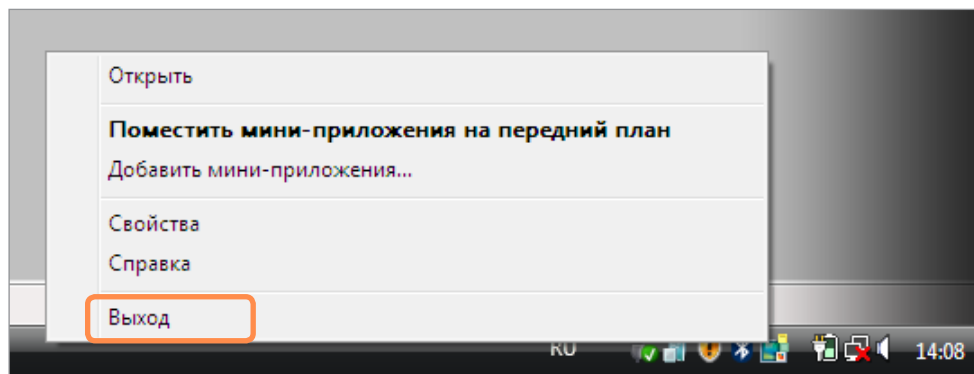 Открыть
Поместить мини-приложения на передний план
Добавить мини-приложения...
Свойства
Справка
Выход
RU 14:08